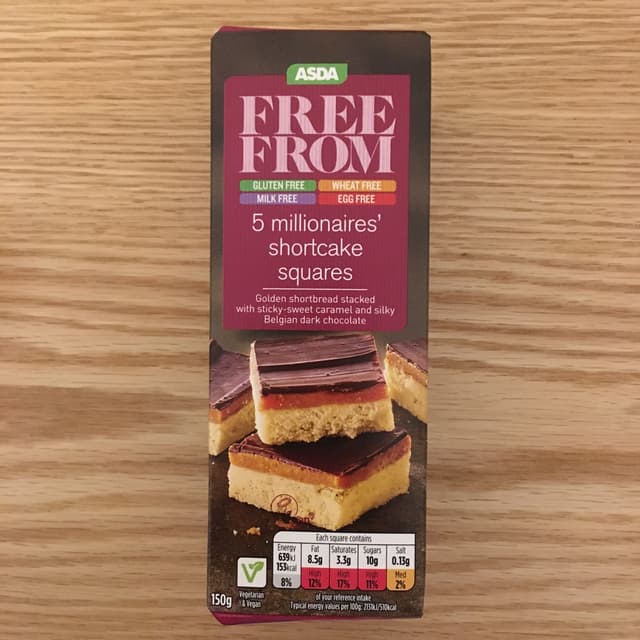 ASDA
FREE
FROM
GLUTEN FREE WHEAT FREE
MILK FREE EGG FREE
5 millionaires'
shortcake
squares
Golden shortbread stacked
with sticky-sweet caramel and silky
Belgian dark chocolate
Each square contains
Energy Fat Saturates Sugars Salt
639kJ 8.5g 3.3g 10g 0.13g
153kcal
High High High Med
8% 12% 17% 11% 2%
of your reference intake
Typical energy values per 100g: 2131kJ/510kcal
V
Vegetarian
& Vegan
150g